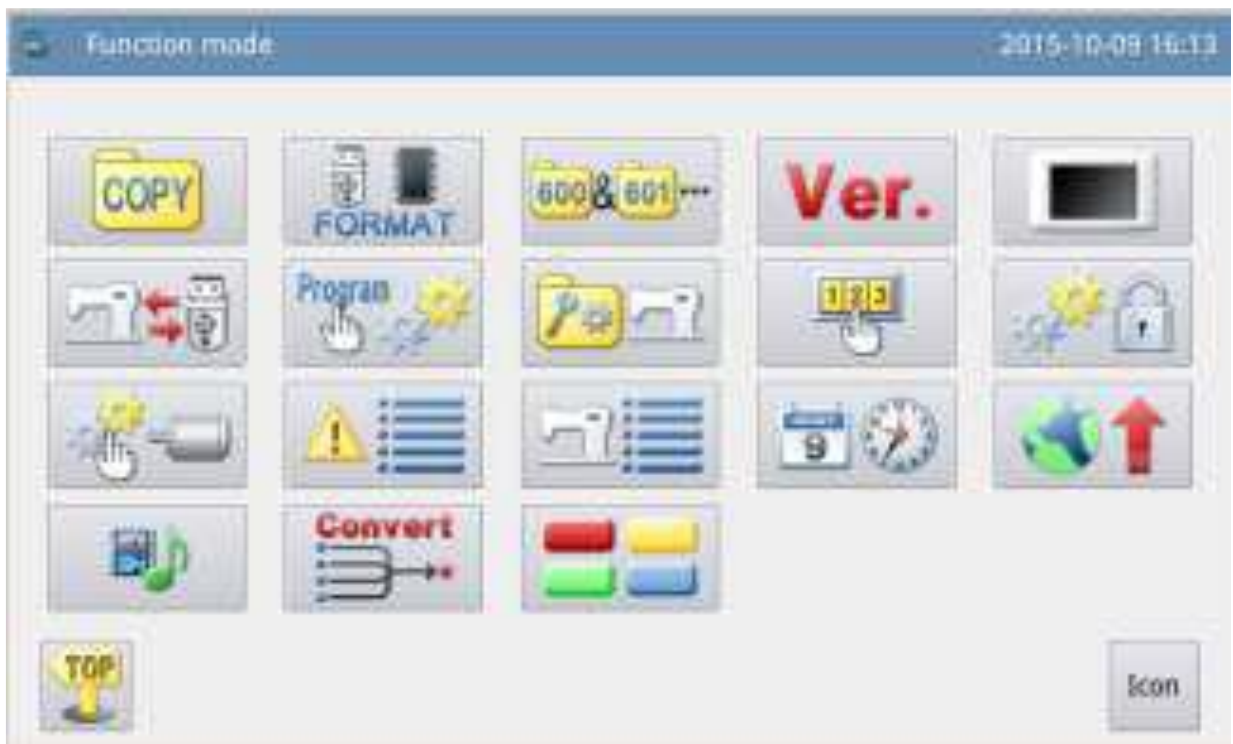 Function mode 2015-10-09 16:13
COPY FORMAT 600 & 601 ... Ver.
Program 1 2 3
9
Convert
TOP
Icon